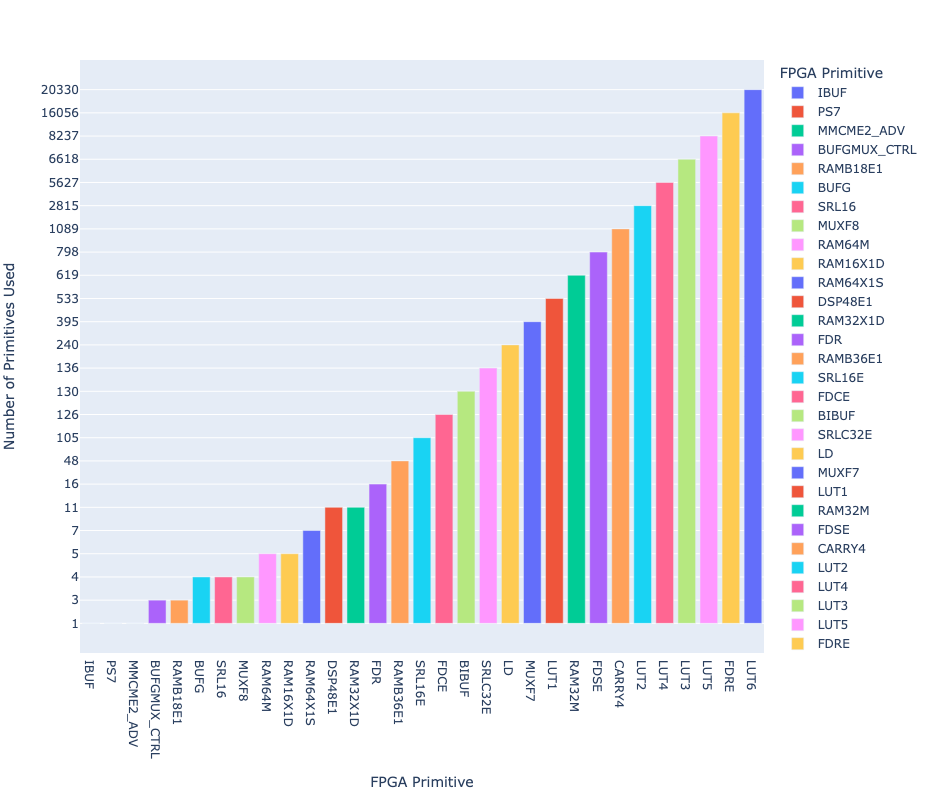 Number of Primitives Used
20330
16056
8237
6618
5627
2815
1089
798
619
533
395
240
136
130
126
105
48
16
11
7
5
4
3
1
IBUF
PS7
MMCME2_ADV
BUFGMUX_CTRL
RAMB18E1
BUFG
SRL16
MUXF8
RAM64M
RAM16X1D
RAM64X1S
DSP48E1
RAM32X1D
FDR
RAMB36E1
SRL16E
FDCE
BIBUF
SRLC32E
LD
MUXF7
LUT1
RAM32M
FDSE
CARRY4
LUT2
LUT4
LUT3
LUT5
FDRE
LUT6
FPGA Primitive
FPGA Primitive
IBUF
PS7
MMCME2_ADV
BUFGMUX_CTRL
RAMB18E1
BUFG
SRL16
MUXF8
RAM64M
RAM16X1D
RAM64X1S
DSP48E1
RAM32X1D
FDR
RAMB36E1
SRL16E
FDCE
BIBUF
SRLC32E
LD
MUXF7
LUT1
RAM32M
FDSE
CARRY4
LUT2
LUT4
LUT3
LUT5
FDRE